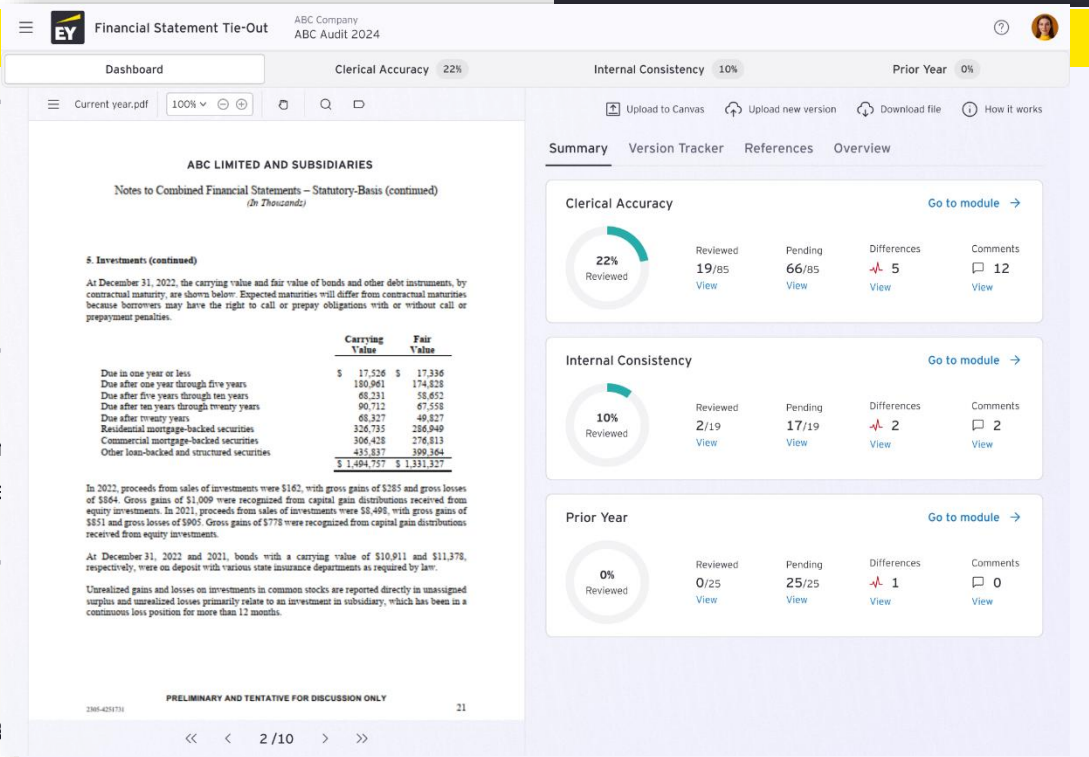 EY
Financial Statement Tie-Out
ABC Company
ABC Audit 2024
Dashboard
Clerical Accuracy 22%
Internal Consistency 10%
Prior Year 0%
Current year.pdf
100%
Upload to Canvas
Upload new version
Download file
How it works
ABC LIMITED AND SUBSIDIARIES
Notes to Combined Financial Statements – Statutory-Basis (continued)
(In Thousands)
5. Investments (continued)
At December 31, 2022, the carrying value and fair value of bonds and other debt instruments, by
contractual maturity, are shown below. Expected maturities will differ from contractual maturities
because borrowers may have the right to call or prepay obligations with or without call or
prepayment penalties.
Carrying Fair
Value Value
Due in one year or less $ 17,526 $ 17,336
Due after one year through five years 180,961 174,828
Due after five years through ten years 68,231 58,652
Due after ten years through twenty years 90,712 67,558
Due after twenty years 68,327 49,827
Residential mortgage-backed securities 326,735 286,949
Commercial mortgage-backed securities 306,428 276,813
Other loan-backed and structured securities 435,837 399,364
$ 1,494,757 $ 1,331,327
In 2022, proceeds from sales of investments were $162, with gross gains of $285 and gross losses
of $864. Gross gains of $1,009 were recognized from capital gain distributions received from
equity investments. In 2021, proceeds from sales of investments were $8,498, with gross gains of
$851 and gross losses of $905. Gross gains of $778 were recognized from capital gain distributions
received from equity investments.
At December 31, 2022 and 2021, bonds with a carrying value of $10,911 and $11,378,
respectively, were on deposit with various state insurance departments as required by law.
Unrealized gains and losses on investments in common stocks are reported directly in unassigned
surplus and unrealized losses primarily relate to an investment in subsidiary, which has been in a
continuous loss position for more than 12 months.
PRELIMINARY AND TENTATIVE FOR DISCUSSION ONLY
2305-4251731
21
2 /10
Summary
Version Tracker
References
Overview
Clerical Accuracy
Go to module
22%
Reviewed
Reviewed
19/85
View
Pending
66/85
View
Differences
5
View
Comments
12
View
Internal Consistency
Go to module
10%
Reviewed
Reviewed
2/19
View
Pending
17/19
View
Differences
2
View
Comments
2
View
Prior Year
Go to module
0%
Reviewed
Reviewed
0/25
View
Pending
25/25
View
Differences
1
View
Comments
0
View